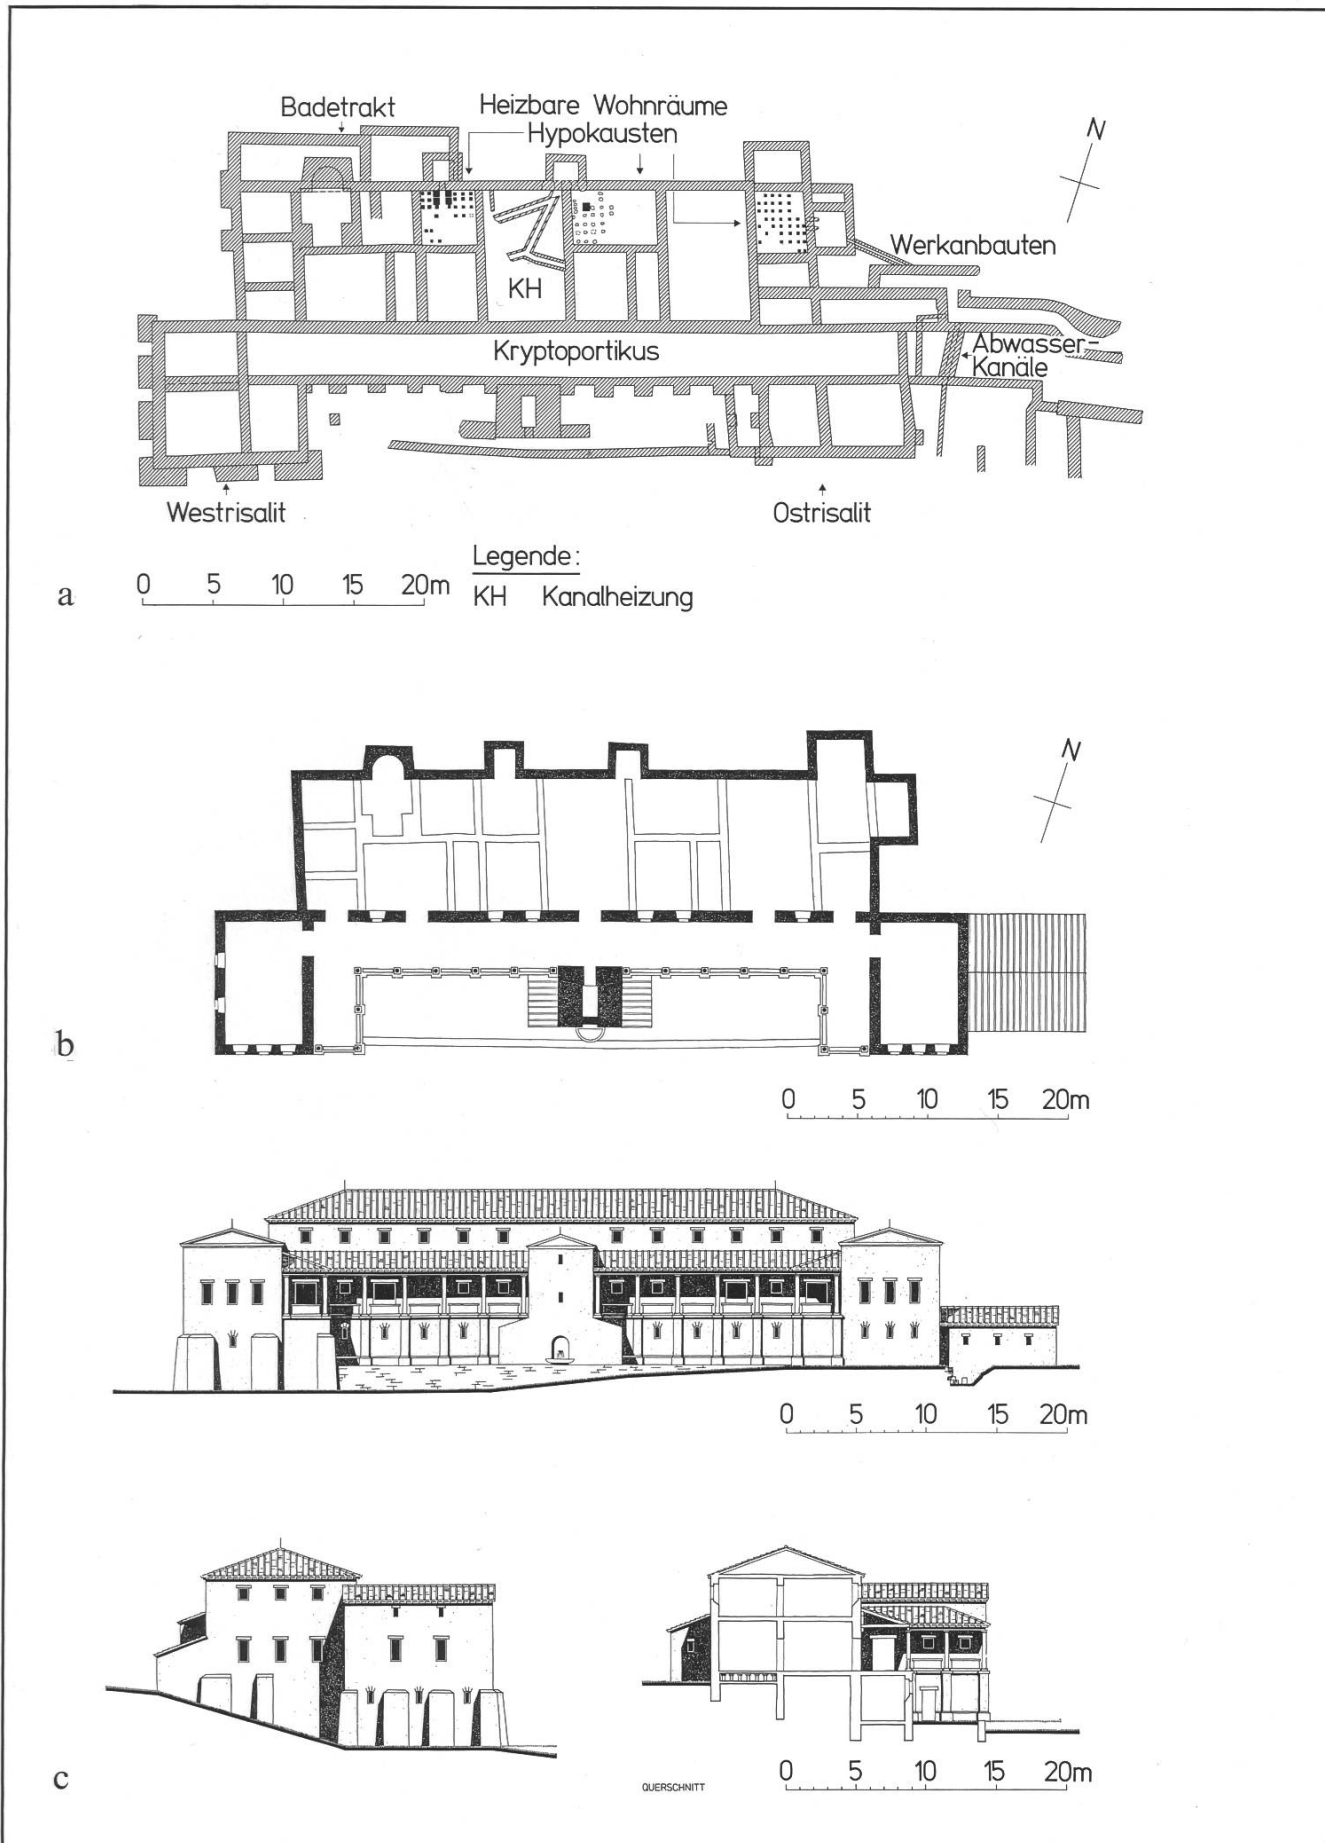 Badetrakt
Heizbare Wohnräume
Hypokausten
N
Werkanbauten
KH
Kryptoportikus
Abwasser-
Kanäle
Westrisalit
Ostrisalit
Legende:
a
0 5 10 15 20m
KH Kanalheizung
N
b
0 5 10 15 20m
0 5 10 15 20m
c
QUERSCHNITT
0 5 10 15 20m